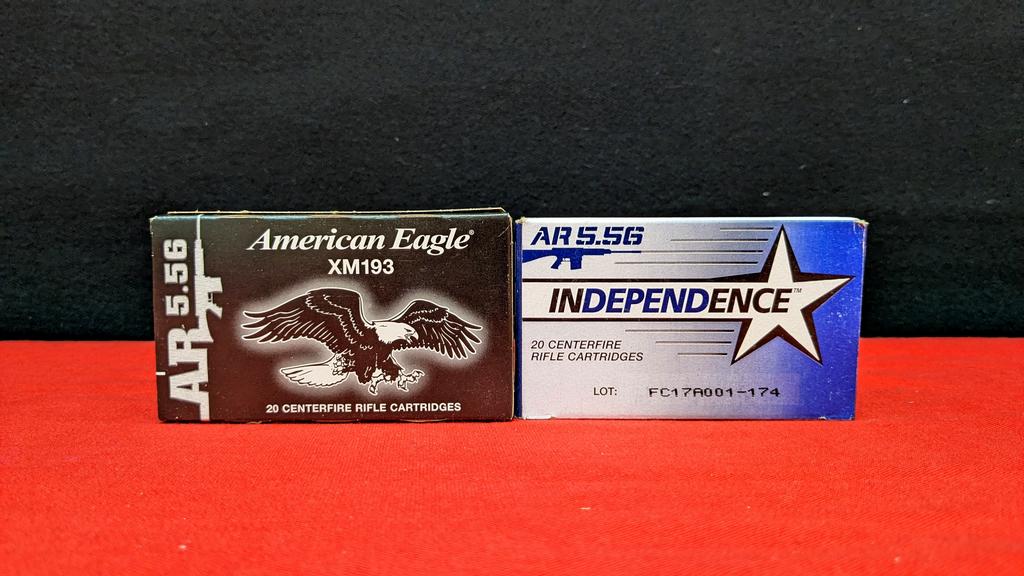 AR 5.56
American Eagle®
XM193
20 CENTERFIRE RIFLE CARTRIDGES
AR 5.56
INDEPENDENCE™
20 CENTERFIRE
RIFLE CARTRIDGES
LOT: FC17A001-174